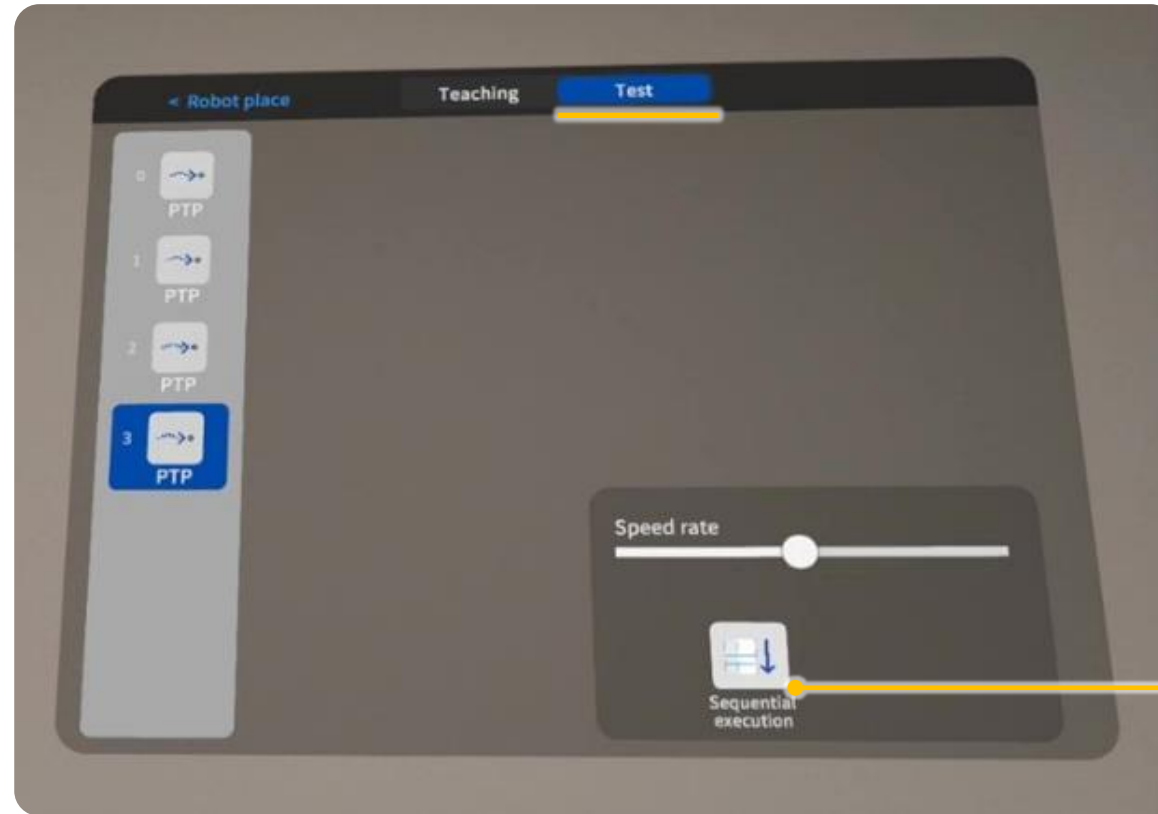 < Robot place
Teaching
Test
0
PTP
1
PTP
2
PTP
3
PTP
Speed rate
Sequential
execution